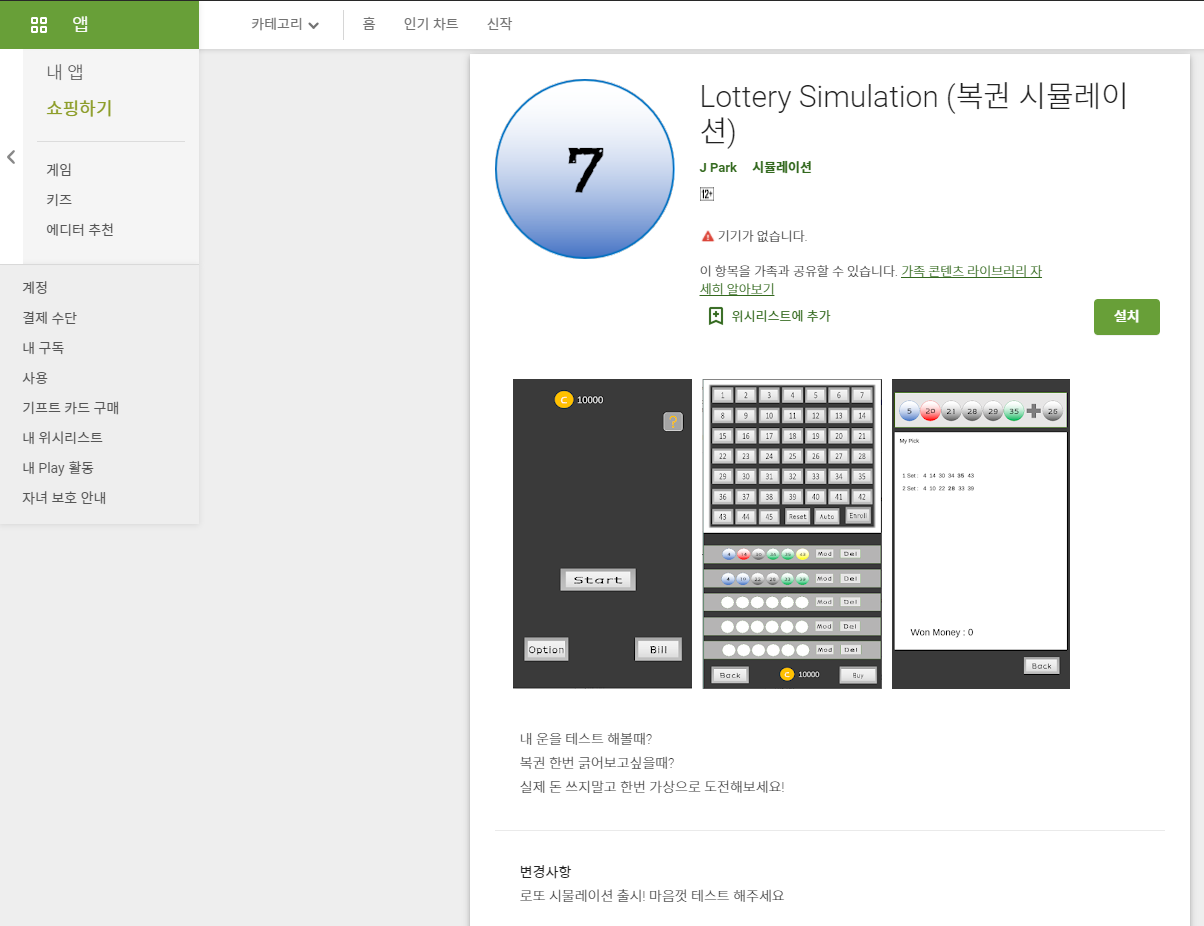 앱
카테고리
홈
인기 차트
신작
내 앱
쇼핑하기
게임
키즈
에디터 추천
계정
결제 수단
내 구독
사용
기프트 카드 구매
내 위시리스트
내 Play 활동
자녀 보호 안내
7
Lottery Simulation (복권 시뮬레이
션)
J Park 시뮬레이션
12+
기기가 없습니다.
이 항목을 가족과 공유할 수 있습니다. 가족 콘텐츠 라이브러리 자
세히 알아보기
위시리스트에 추가
설치
C 10000
?
Start
Option Bill
1 2 3 4 5 6 7
8 9 10 11 12 13 14
15 16 17 18 19 20 21
22 23 24 25 26 27 28
29 30 31 32 33 34 35
36 37 38 39 40 41 42
43 44 45 Reset Auto Enroll
Mod Del
Mod Del
Mod Del
Mod Del
Mod Del
Back C 10000 Buy
5 20 21 28 29 35 + 26
My Pick
1 Set : 4 14 30 34 35 43
2 Set : 4 10 22 28 33 39
Won Money : 0
Back
내 운을 테스트 해볼때?
복권 한번 긁어보고싶을때?
실제 돈 쓰지말고 한번 가상으로 도전해보세요!
변경사항
로또 시물레이션 출시! 마음껏 테스트 해주세요